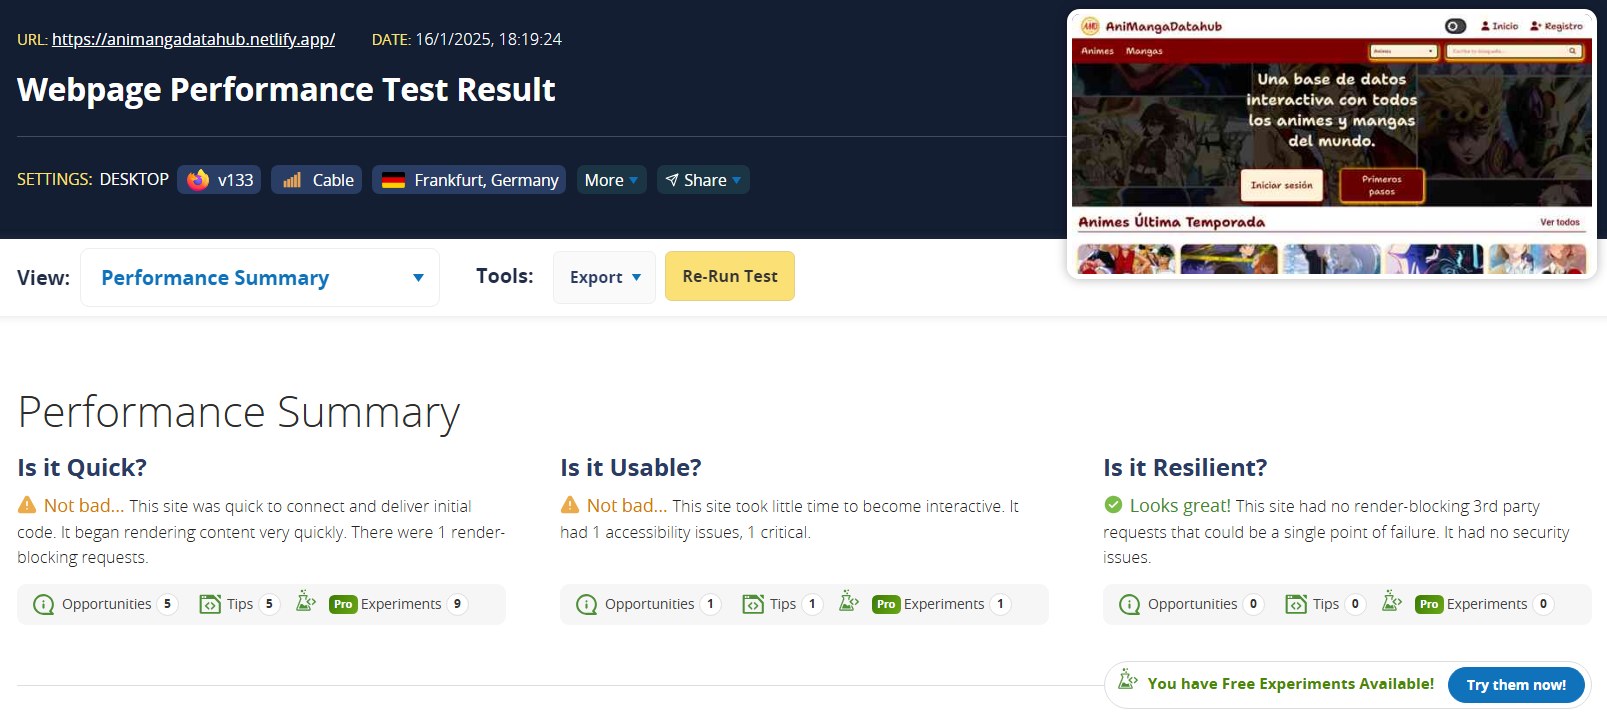 URL: https://animangadatahub.netlify.app/ DATE: 16/1/2025, 18:19:24
Webpage Performance Test Result
SETTINGS: DESKTOP v133 Cable Frankfurt, Germany More Share
AniMangaDatahub Inicio Registro
Animes Mangas Animes
Una base de datos
interactiva con todos
los animes y mangas
del mundo.
Iniciar sesión Primeros
pasos
Animes Última Temporada Ver todos
View: Performance Summary Tools: Export Re-Run Test
Performance Summary
Is it Quick?
Not bad... This site was quick to connect and deliver initial
code. It began rendering content very quickly. There were 1 render-
blocking requests.
Opportunities 5 Tips 5 Pro Experiments 9
Is it Usable?
Not bad... This site took little time to become interactive. It
had 1 accessibility issues, 1 critical.
Opportunities 1 Tips 1 Pro Experiments 1
Is it Resilient?
Looks great! This site had no render-blocking 3rd party
requests that could be a single point of failure. It had no security
issues.
Opportunities 0 Tips 0 Pro Experiments 0
You have Free Experiments Available! Try them now!